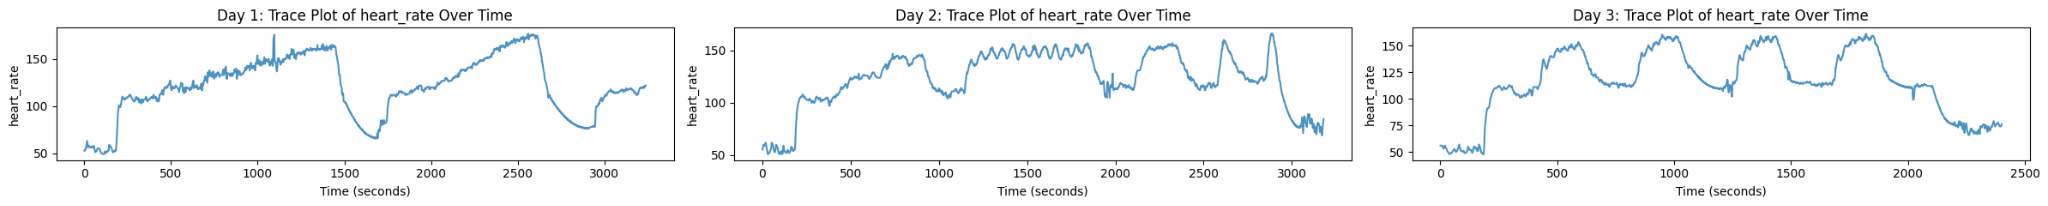 Day 1: Trace Plot of heart_rate Over Time
heart_rate
150
100
50
0 500 1000 1500 2000 2500 3000
Time (seconds)
Day 2: Trace Plot of heart_rate Over Time
heart_rate
150
100
50
0 500 1000 1500 2000 2500 3000
Time (seconds)
Day 3: Trace Plot of heart_rate Over Time
heart_rate
150
125
100
75
50
0 500 1000 1500 2000 2500
Time (seconds)